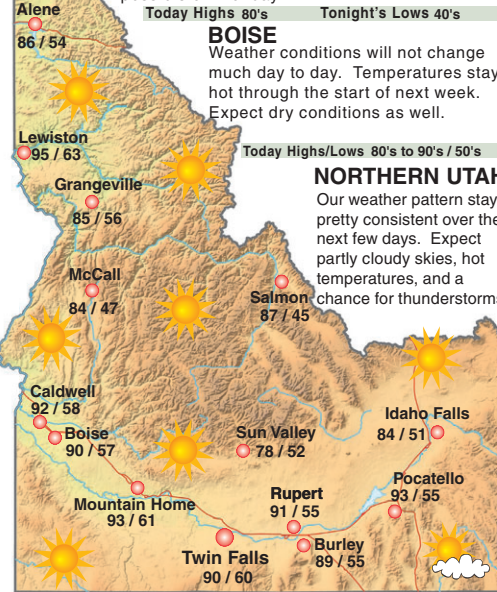 Today Highs 80's Tonight's Lows 40's
Alene
86 / 54
BOISE
Weather conditions will not change
much day to day. Temperatures stay
hot through the start of next week.
Expect dry conditions as well.
Lewiston
95 / 63
Today Highs/Lows 80's to 90's / 50's
NORTHERN UTAH
Our weather pattern stay
pretty consistent over the
next few days. Expect
partly cloudy skies, hot
temperatures, and a
chance for thunderstorms
Grangeville
85 / 56
McCall
84 / 47
Salmon
87 / 45
Caldwell
92 / 58
Boise
90 / 57
Sun Valley
78 / 52
Idaho Falls
84 / 51
Mountain Home
93 / 61
Rupert
91 / 55
Pocatello
93 / 55
Twin Falls
90 / 60
Burley
89 / 55